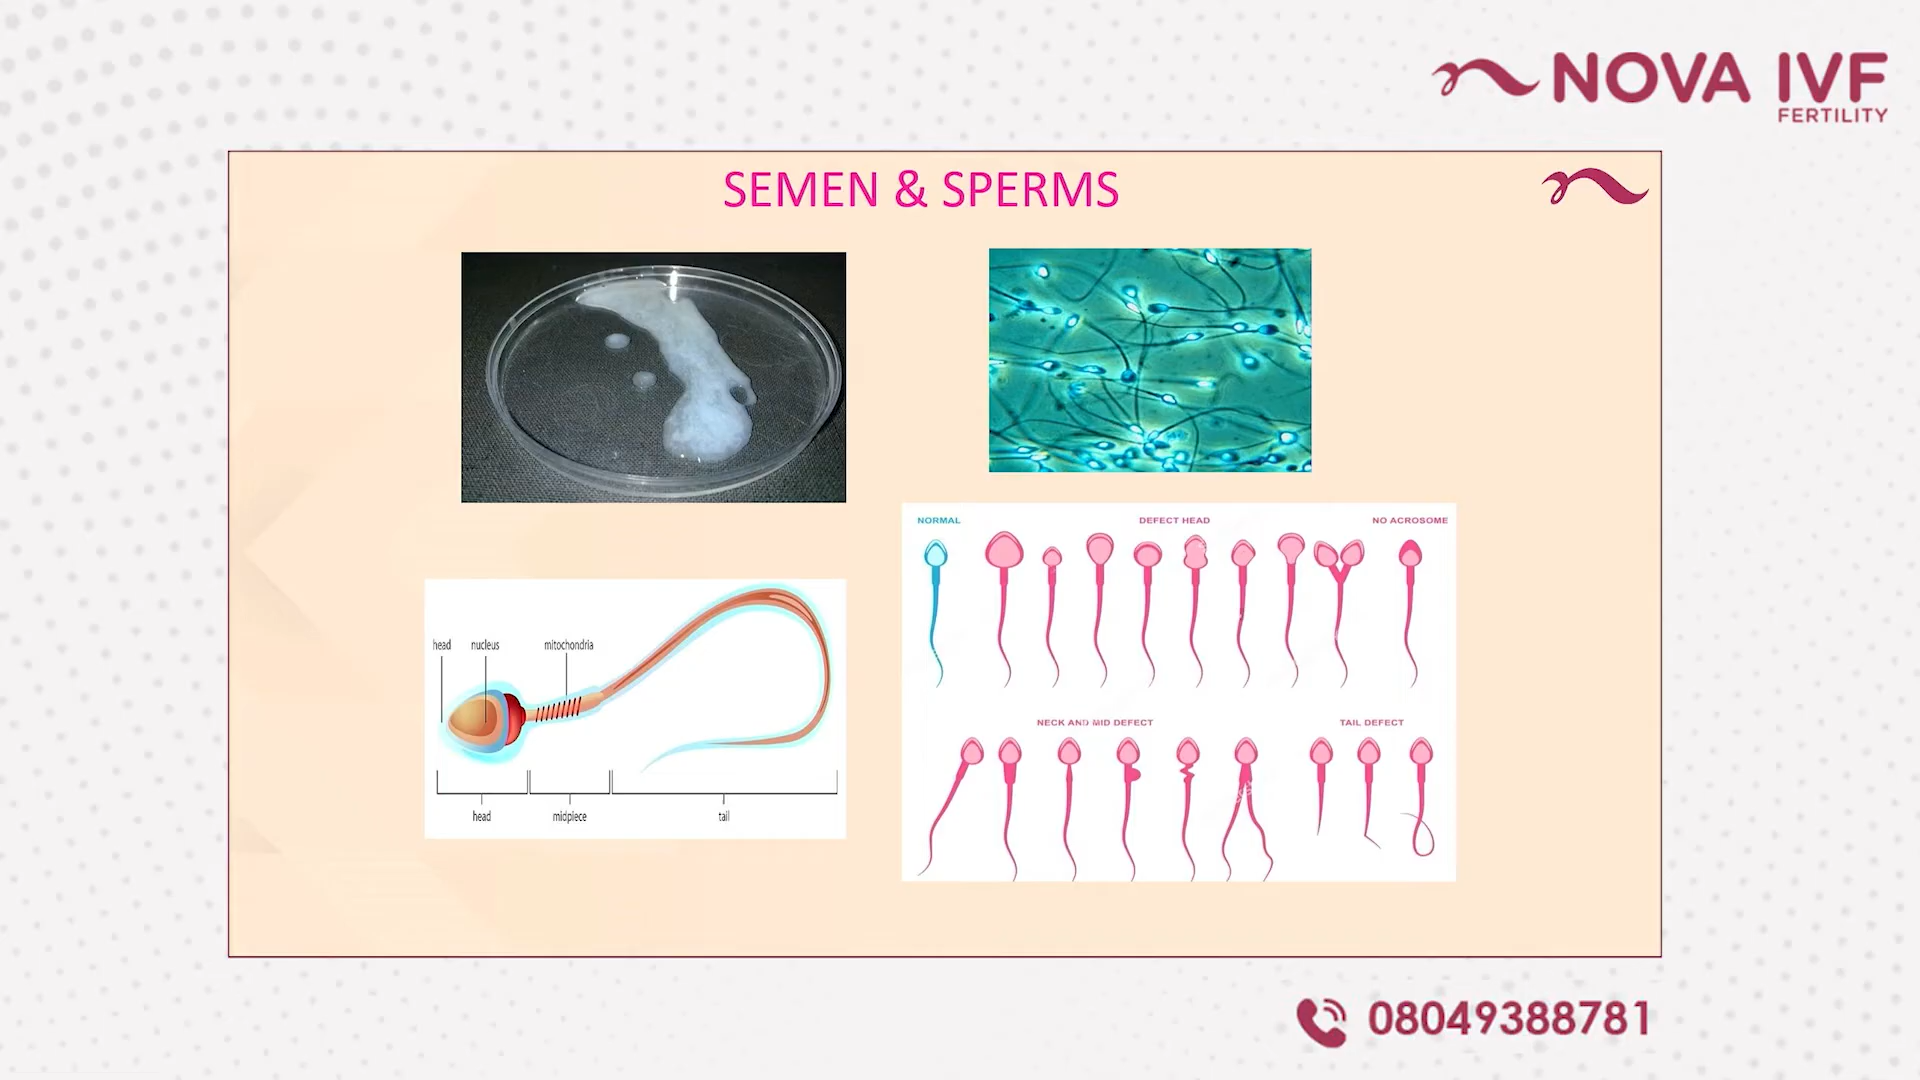 NOVA IVF
FERTILITY
SEMEN & SPERMS
head nucleus mitochondria
head midpiece tail
NORMAL DEFECT HEAD NO ACROSOME
NECK AND MID DEFECT TAIL DEFECT
08049388781